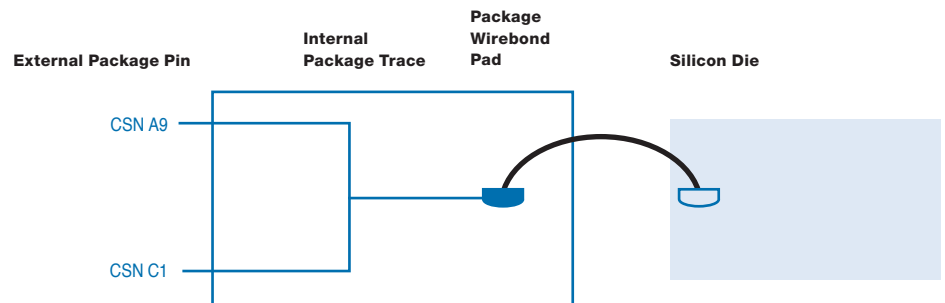 External Package Pin
Internal
Package Trace
Package
Wirebond
Pad
Silicon Die
CSN A9
CSN C1